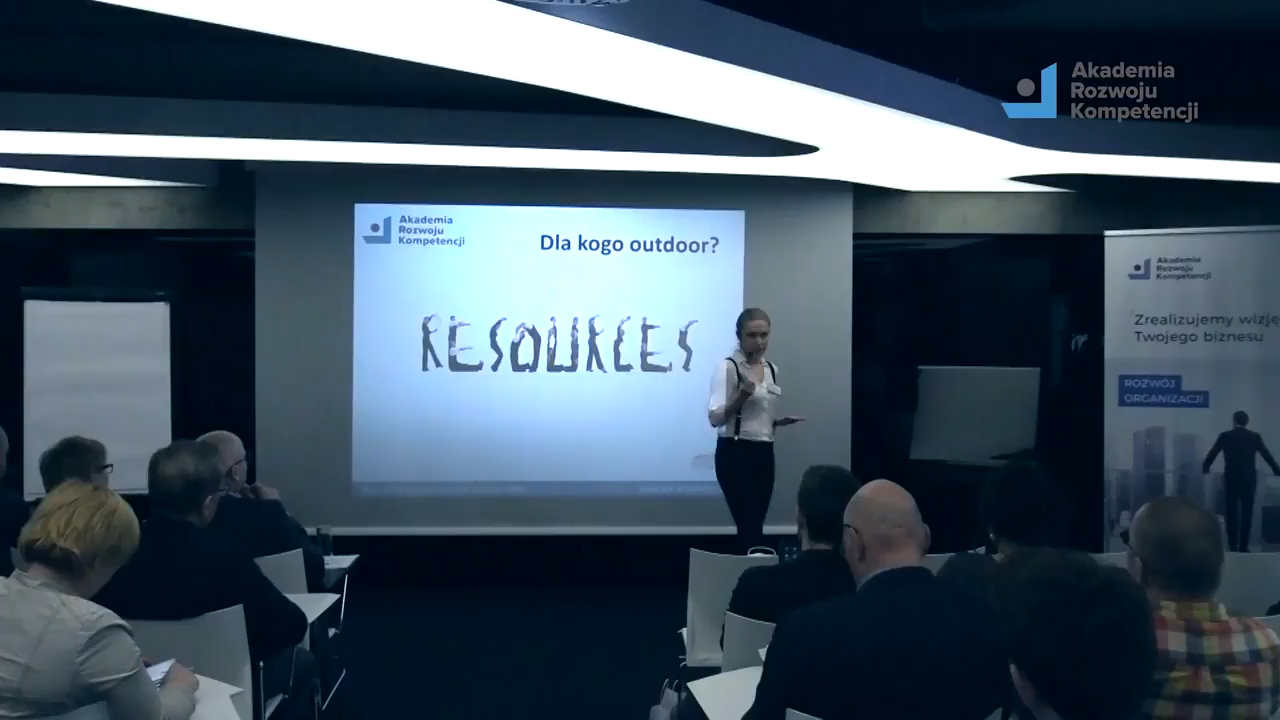 Akademia
Rozwoju
Kompetencji
Akademia
Rozwoju
Kompetencji
Dla kogo outdoor?
RESOURCES
Akademia
Rozwoju
Kompetencji
Zrealizujemy wizję
Twojego biznesu
ROZWÓJ
ORGANIZACJI